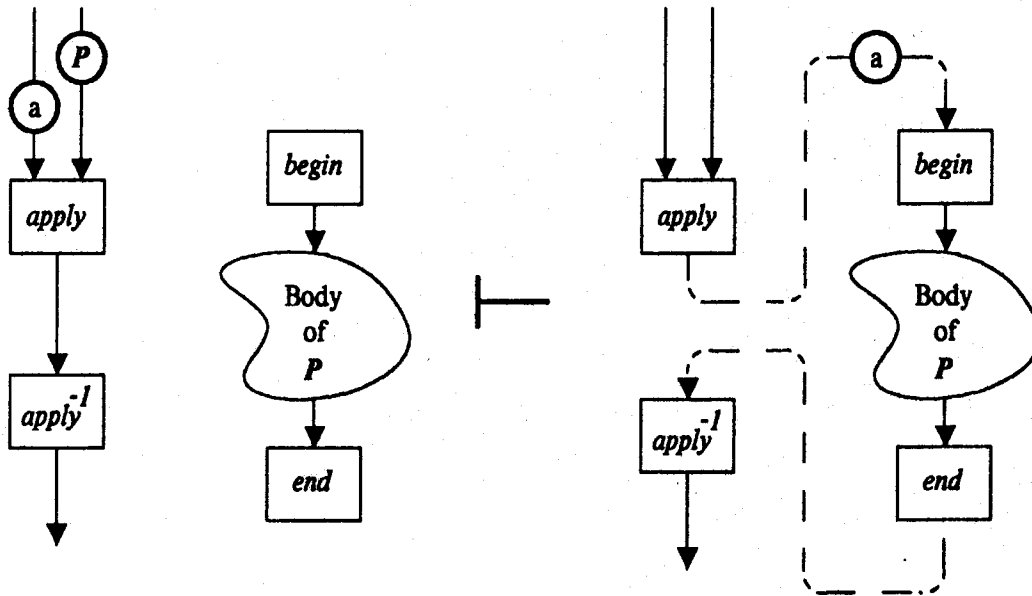 P
a
apply
apply-1
begin
Body
of
P
end
apply
apply-1
a
begin
Body
of
P
end